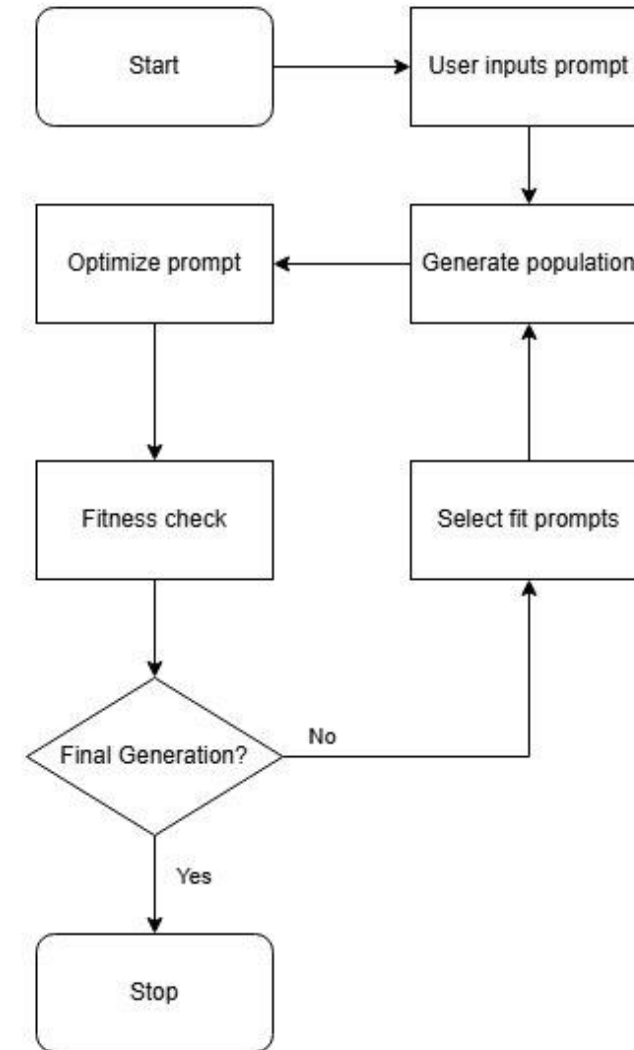 Start
User inputs prompt
Optimize prompt
Generate population
Fitness check
Select fit prompts
Final Generation?
No
Yes
Stop